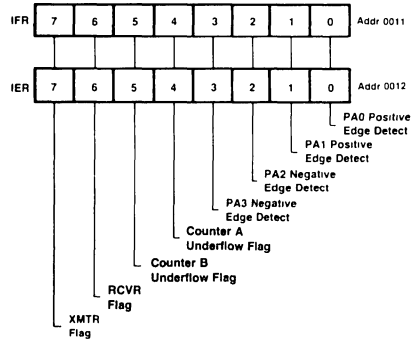 IFR 7 6 5 4 3 2 1 0 Addr 0011
IER 7 6 5 4 3 2 1 0 Addr 0012
PA0 Positive
Edge Detect
PA1 Positive
Edge Detect
PA2 Negative
Edge Detect
PA3 Negative
Edge Detect
Counter A
Underflow Flag
Counter B
Underflow Flag
RCVR
Flag
XMTR
Flag